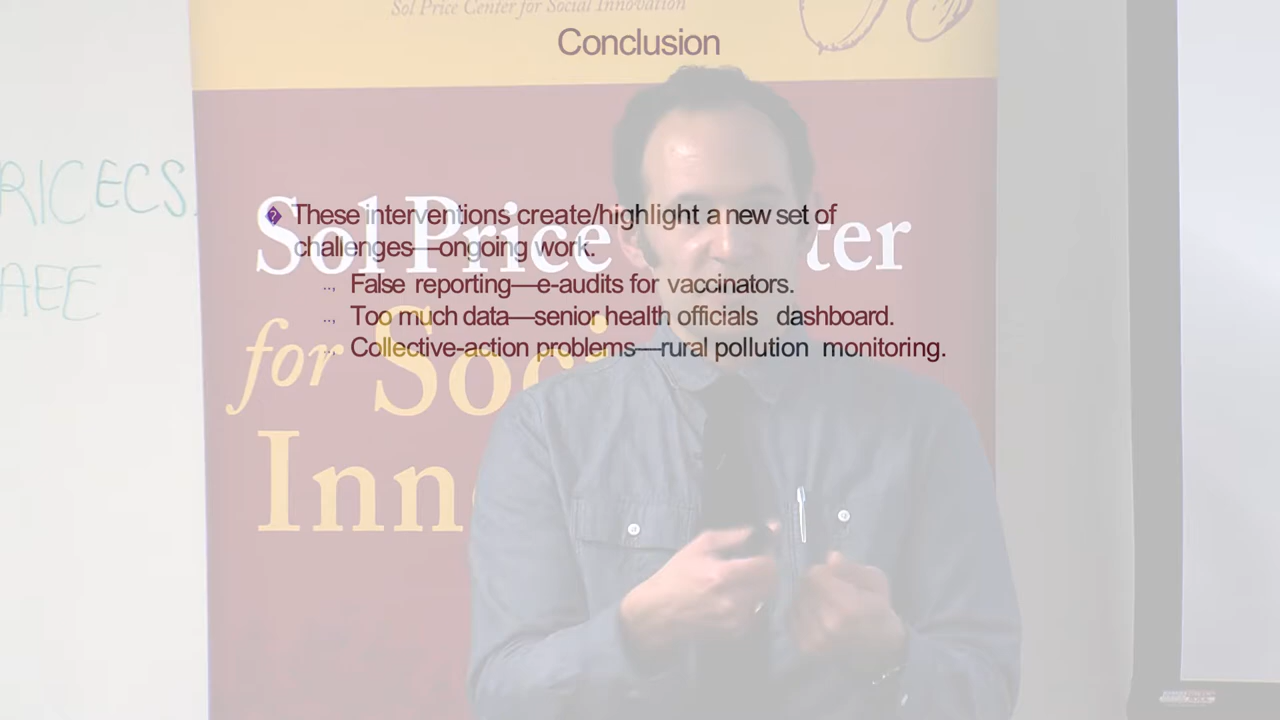 Sol Price Center for Social Innovation
Conclusion
RICECS
AEE
Sol Price ter
for Soci
Inn
These interventions create/highlight a new set of
challenges—ongoing work.
False reporting—e-audits for vaccinators.
Too much data—senior health officials dashboard.
Collective-action problems—rural pollution monitoring.